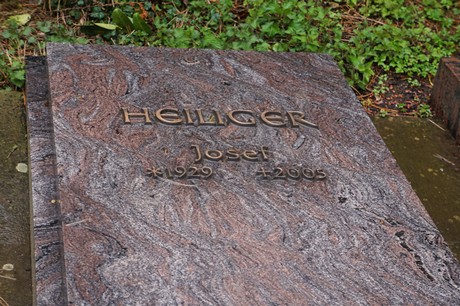 HEILIGER
Josef
*1929 +2005